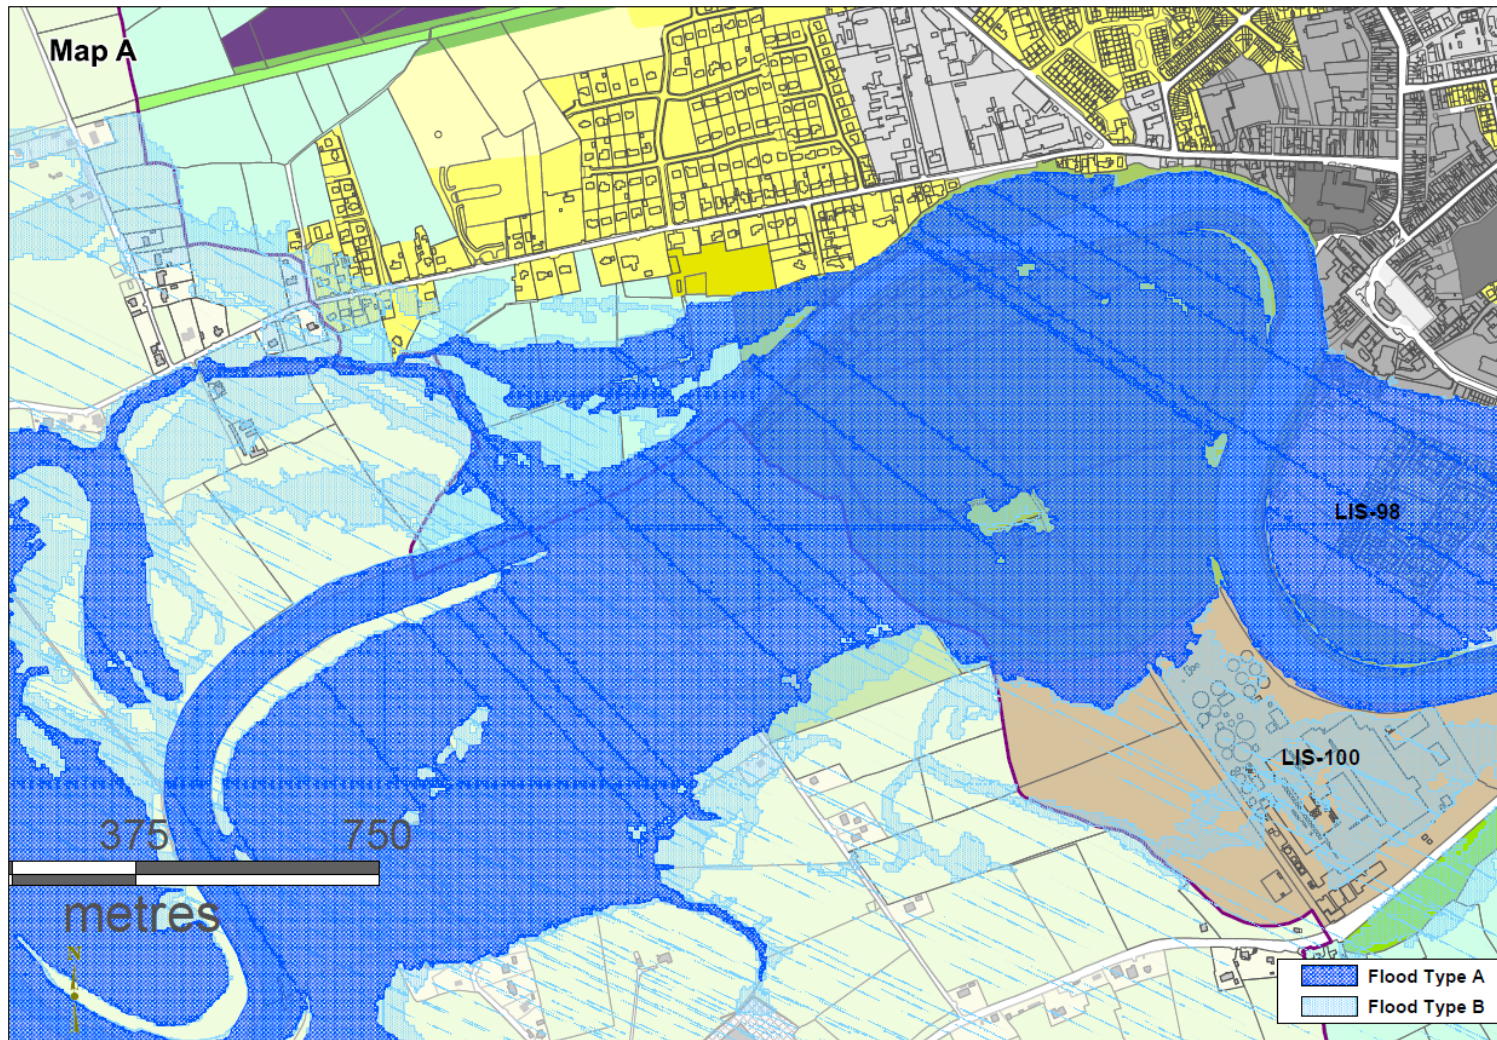 Map A
LIS-98
LIS-100
375 750
metres
N
Flood Type A
Flood Type B